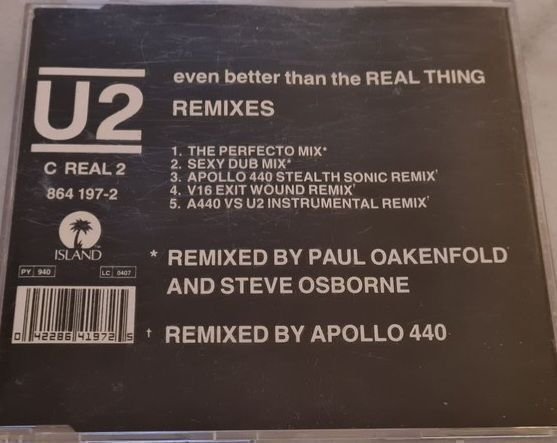 even better than the REAL THING
U2
REMIXES
1. THE PERFECTO MIX*
2. SEXY DUB MIX*
3. APOLLO 440 STEALTH SONIC REMIX†
4. V16 EXIT WOUND REMIX†
5. A440 VS U2 INSTRUMENTAL REMIX†
C REAL 2
864 197-2
ISLAND
PY 940
LC 0407
* REMIXED BY PAUL OAKENFOLD
AND STEVE OSBORNE
0 42286 41972 5
† REMIXED BY APOLLO 440